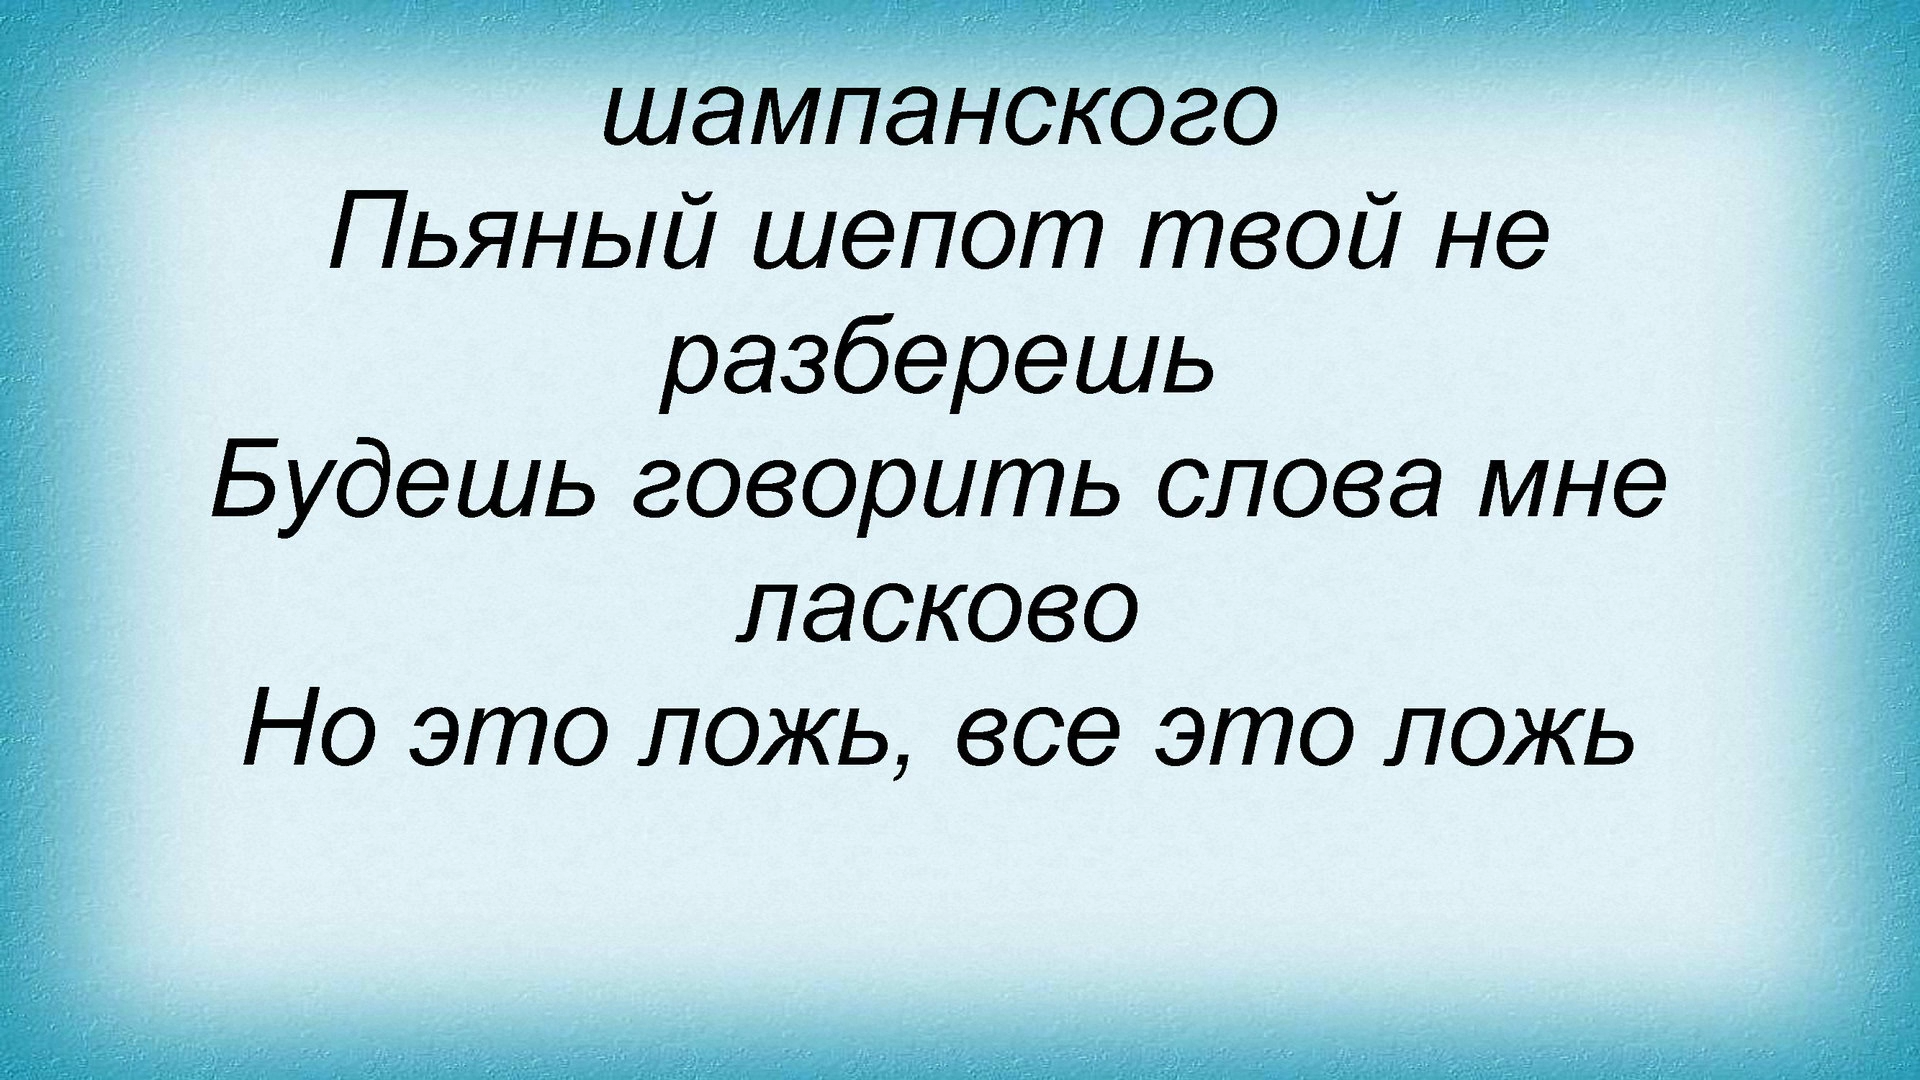 шампанского
Пьяный шепот твой не
разберешь
Будешь говорить слова мне
ласково
Но это ложь, все это ложь